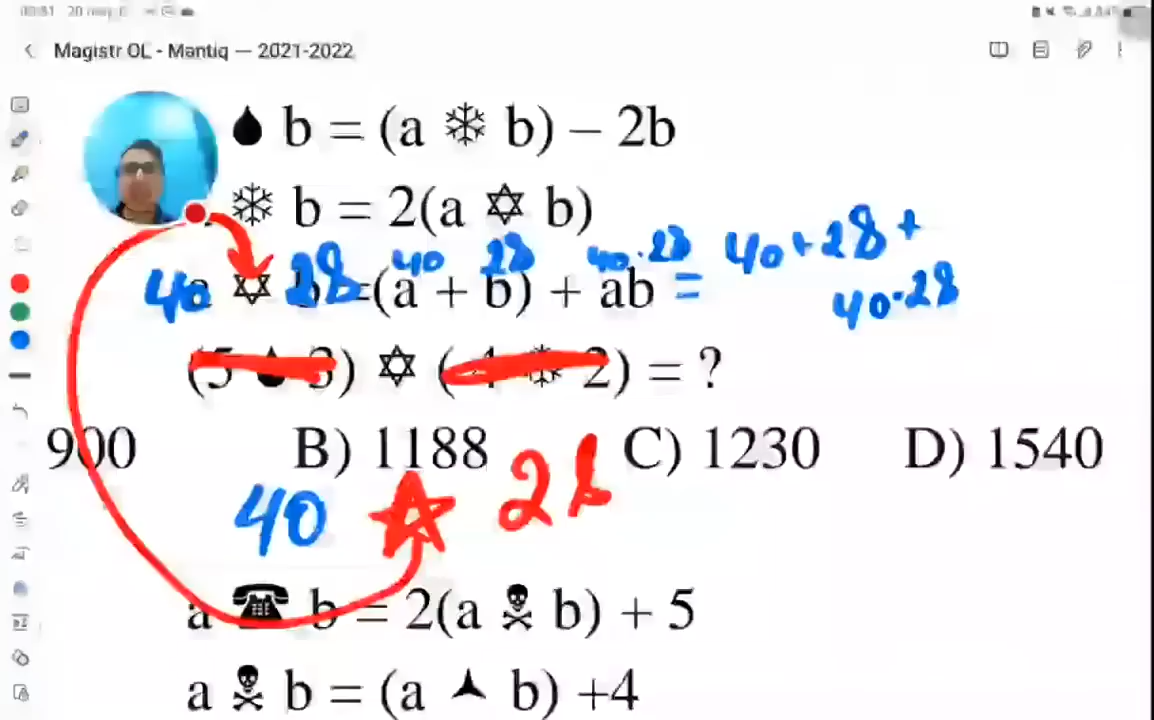 Magistr OL - Mantiq — 2021-2022
b = (a ❄ b) – 2b
❄ b = 2(a ✡ b)
40 28 40 · 28 40 + 28 +
40 ✡ 28 = (a + b) + ab = 40 · 28
(5 💧 3) ✡ (4 ❄ 2) = ?
900 B) 1188 C) 1230 D) 1540
40 ☆ 28
a ☎ b = 2(a ☠ b) + 5
a ☠ b = (a b) +4